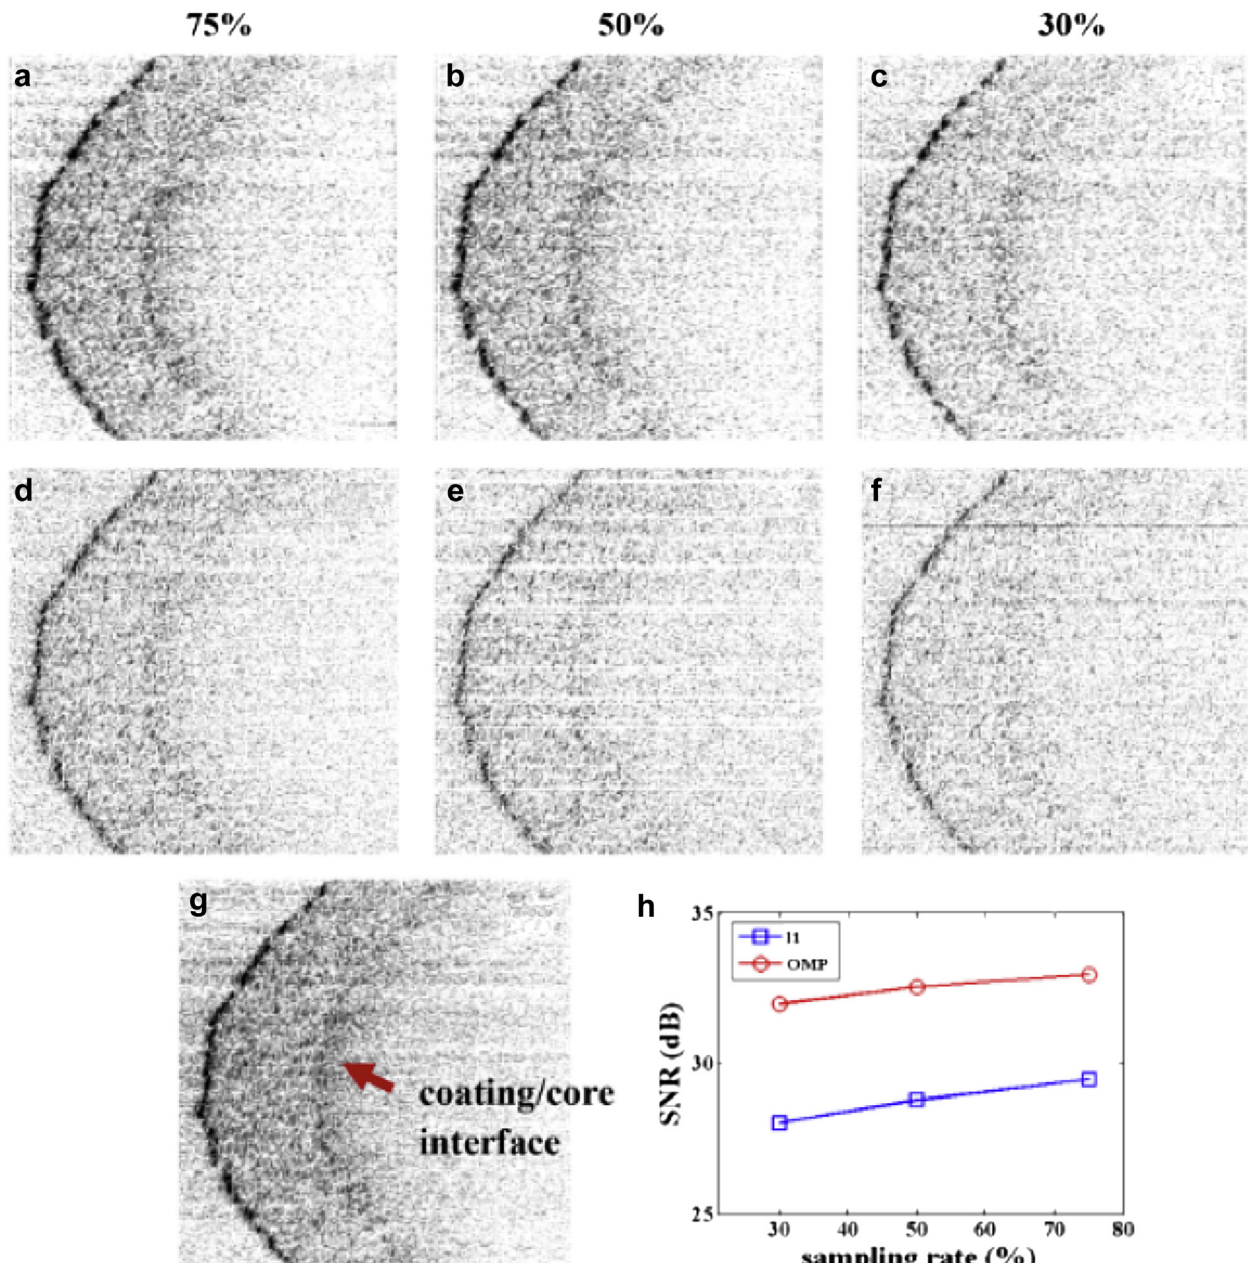 75% 50% 30%
a b c
d e f
g
coating/core
interface
h
35
l1
OMP
30
SNR (dB)
25
30 40 50 60 70 80
sampling rate (%)